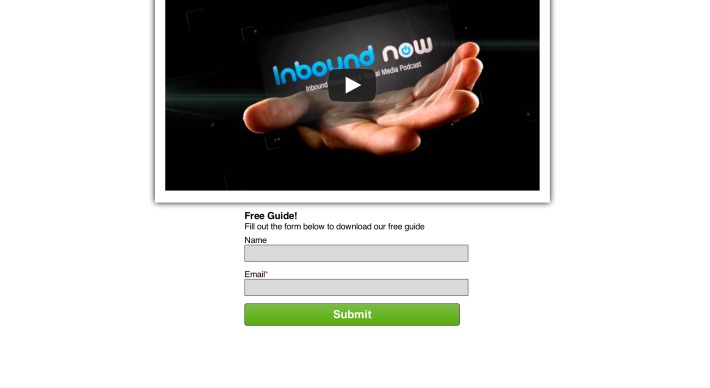 Inbound now
Inbound al Media Podcast
Free Guide!
Fill out the form below to download our free guide
Name
Email*
Submit